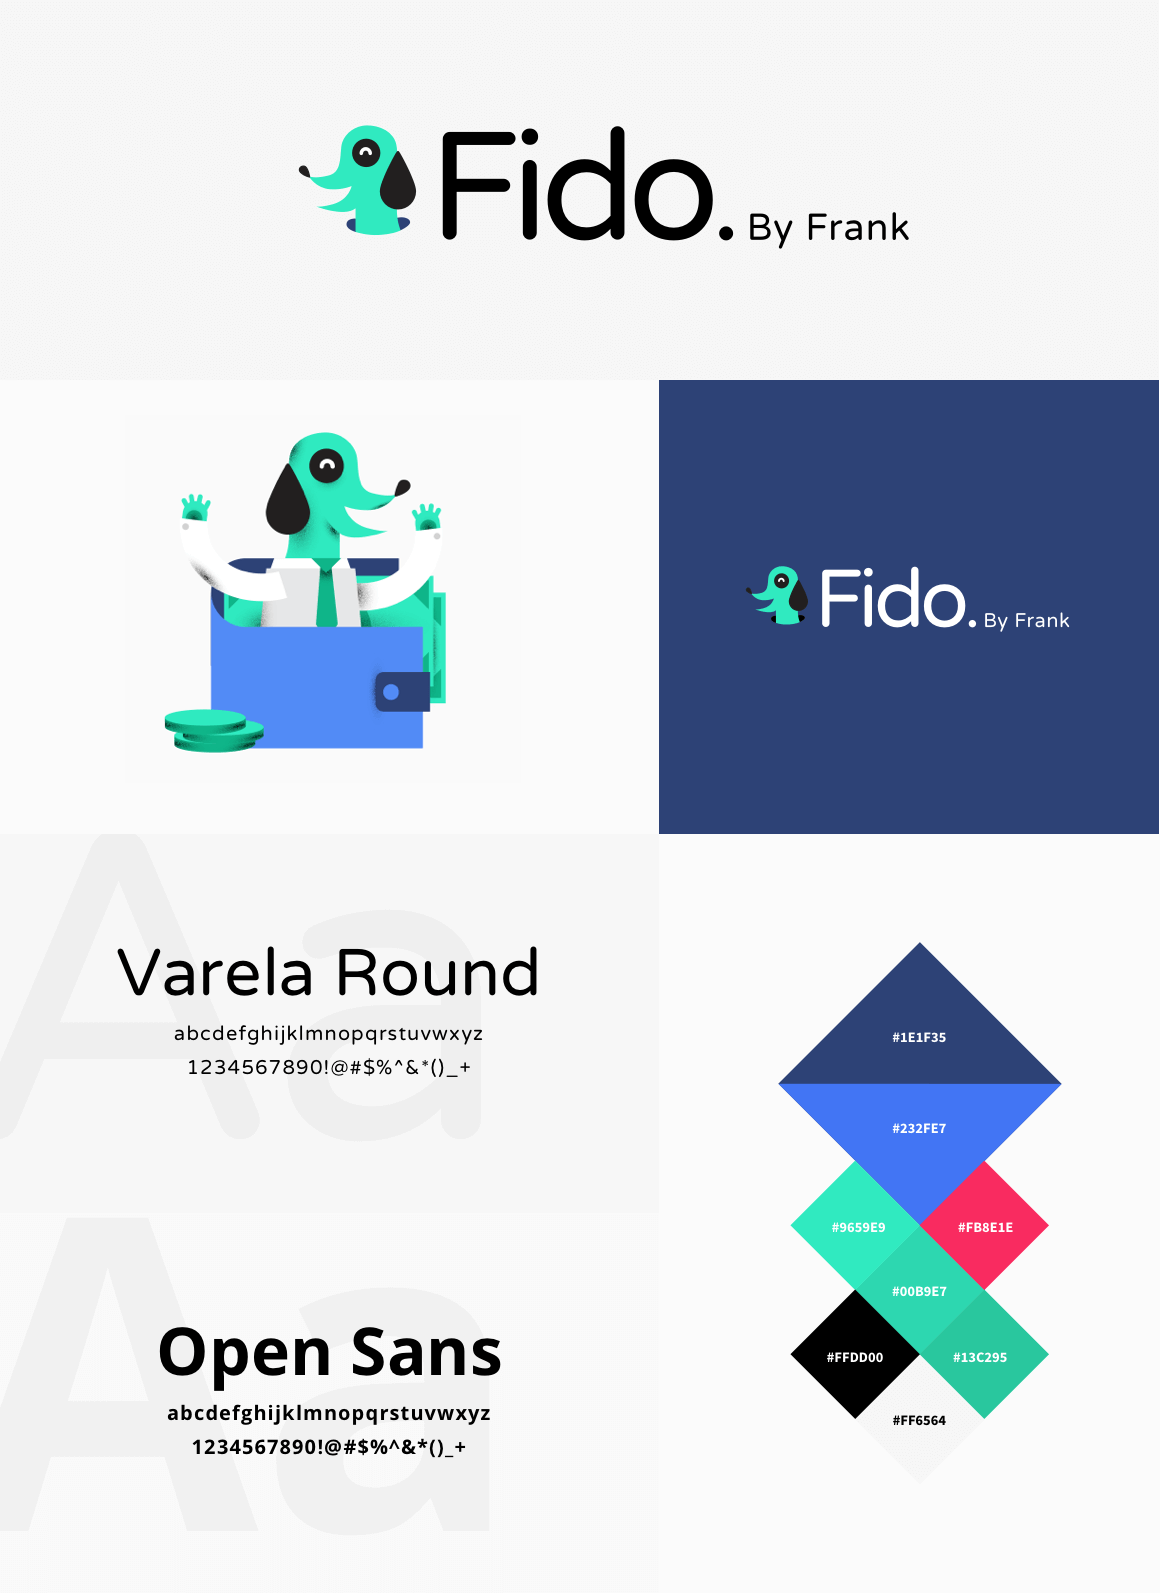 Fido. By Frank
Fido. By Frank
Aa
Varela Round
abcdefghijklmnopqrstuvwxyz
1234567890!@#$%^&*()_+
Aa
Open Sans
abcdefghijklmnopqrstuvwxyz
1234567890!@#$%^&*()_+
#1E1F35
#232FE7
#9659E9
#FB8E1E
#00B9E7
#FFDD00
#13C295
#FF6564